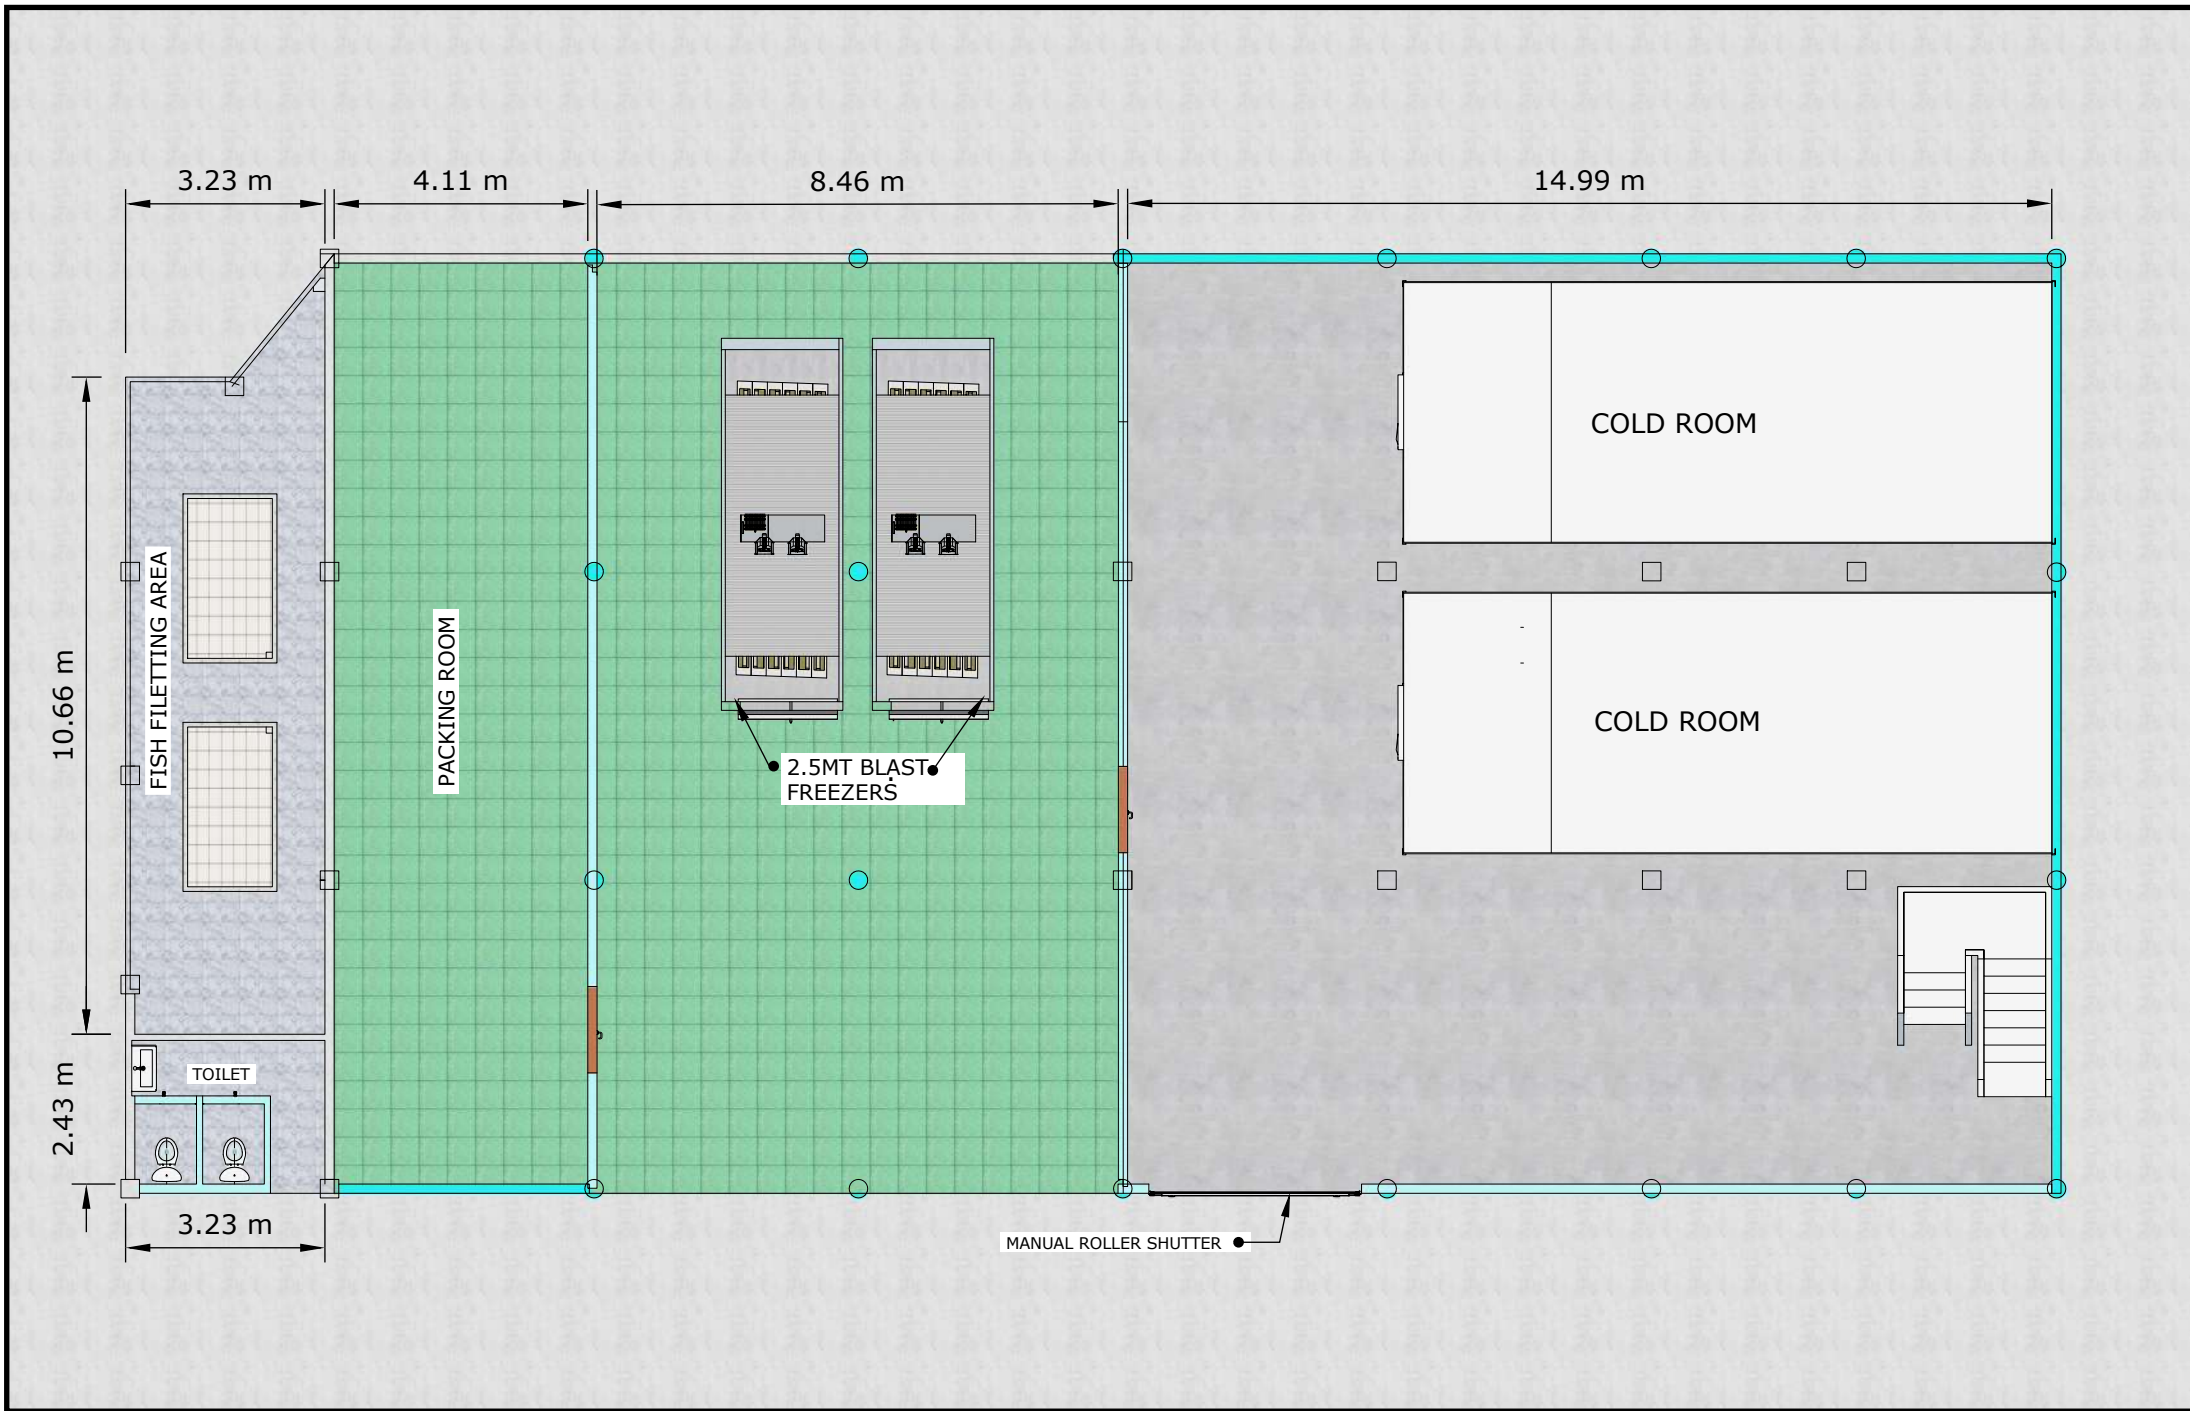 3.23 m
4.11 m
8.46 m
14.99 m
COLD ROOM
FISH FILETTING AREA
PACKING ROOM
10.66 m
COLD ROOM
2.5MT BLAST
FREEZERS
TOILET
2.43 m
3.23 m
MANUAL ROLLER SHUTTER